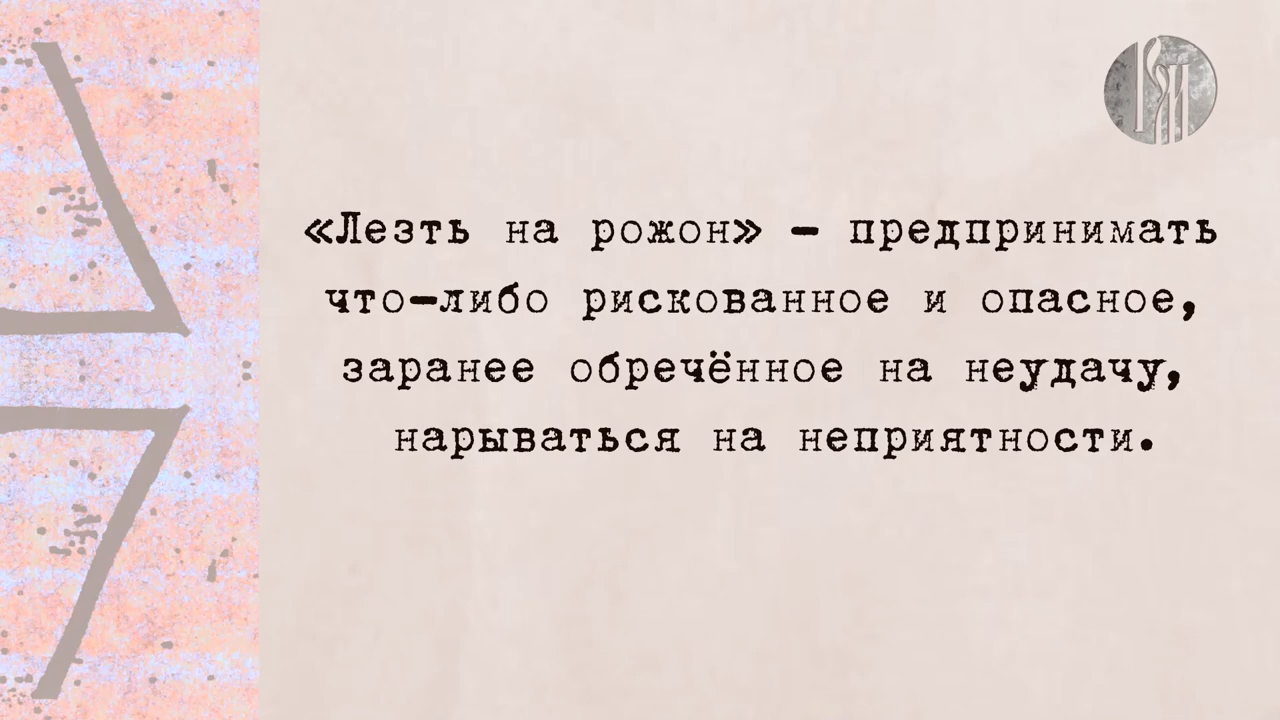 «Лезть на рожон» – предпринимать
что-либо рискованное и опасное,
заранее обречённое на неудачу,
нарываться на неприятности.